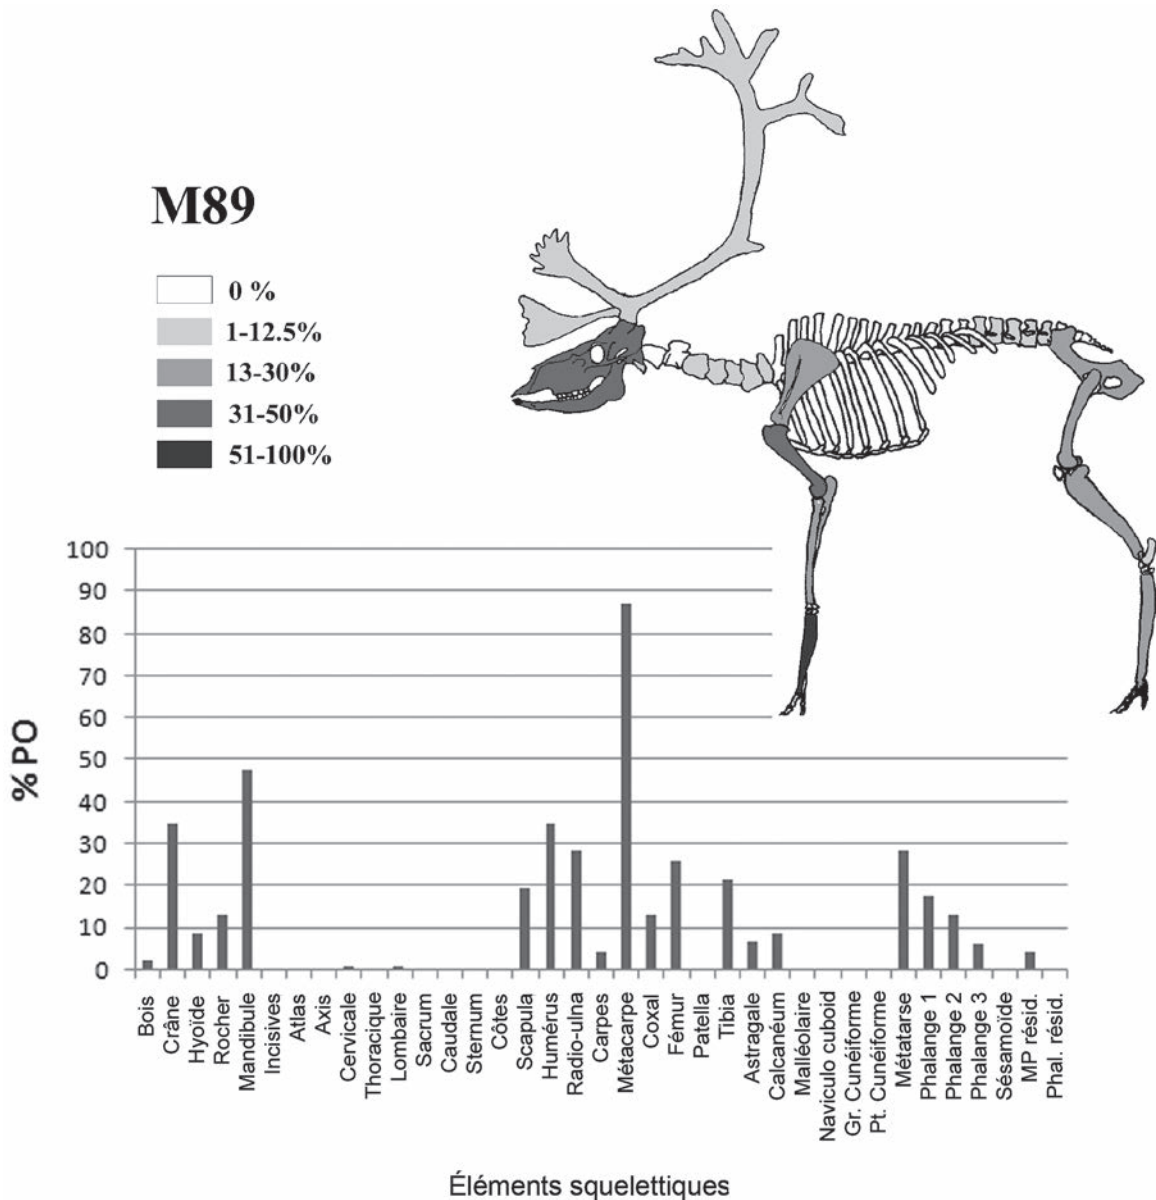 M89
0 %
1-12.5%
13-30%
31-50%
51-100%
% PO
100
90
80
70
60
50
40
30
20
10
0
Bois
Crâne
Hyoïde
Rocher
Mandibule
Incisives
Atlas
Axis
Cervicale
Thoracique
Lombaire
Sacrum
Caudale
Sternum
Côtes
Scapula
Humérus
Radio-ulna
Carpes
Métacarpe
Coxal
Fémur
Patella
Tibia
Astragale
Calcanéum
Malléolaire
Naviculo cuboid
Gr. Cunéiforme
Pt. Cunéiforme
Métatarse
Phalange 1
Phalange 2
Phalange 3
Sésamoïde
MP résid.
Phal. résid.
Éléments squelettiques